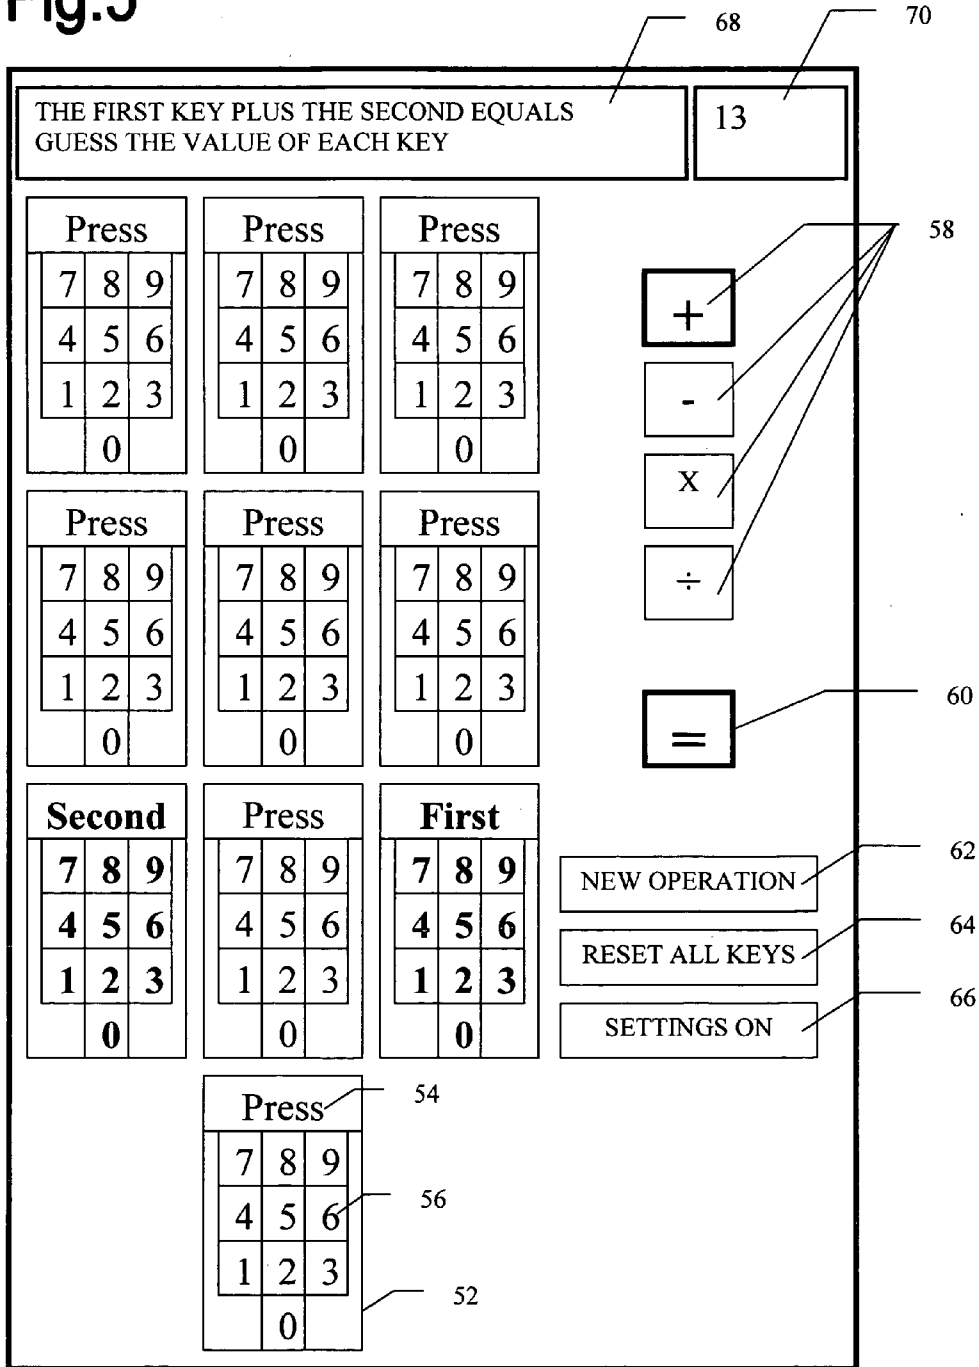 Fig.5
68
70
THE FIRST KEY PLUS THE SECOND EQUALS
GUESS THE VALUE OF EACH KEY
13
Press Press Press
7 8 9 7 8 9 7 8 9
4 5 6 4 5 6 4 5 6
1 2 3 1 2 3 1 2 3
0 0 0
58
+
-
X
÷
Press Press Press
7 8 9 7 8 9 7 8 9
4 5 6 4 5 6 4 5 6
1 2 3 1 2 3 1 2 3
0 0 0
=
60
Second Press First
7 8 9 7 8 9 7 8 9
4 5 6 4 5 6 4 5 6
1 2 3 1 2 3 1 2 3
0 0 0
NEW OPERATION
62
RESET ALL KEYS
64
SETTINGS ON
66
Press
54
7 8 9
4 5 6
56
1 2 3
0
52